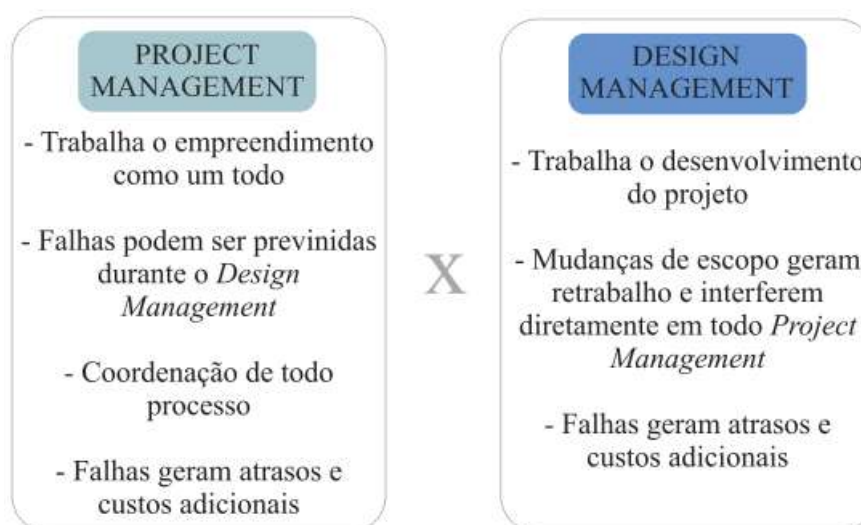 PROJECT
MANAGEMENT
- Trabalha o empreendimento
como um todo
- Falhas podem ser previnidas
durante o Design
Management
- Coordenação de todo
processo
- Falhas geram atrasos e
custos adicionais
X
DESIGN
MANAGEMENT
- Trabalha o desenvolvimento
do projeto
- Mudanças de escopo geram
retrabalho e interferem
diretamente em todo Project
Management
- Falhas geram atrasos e
custos adicionais